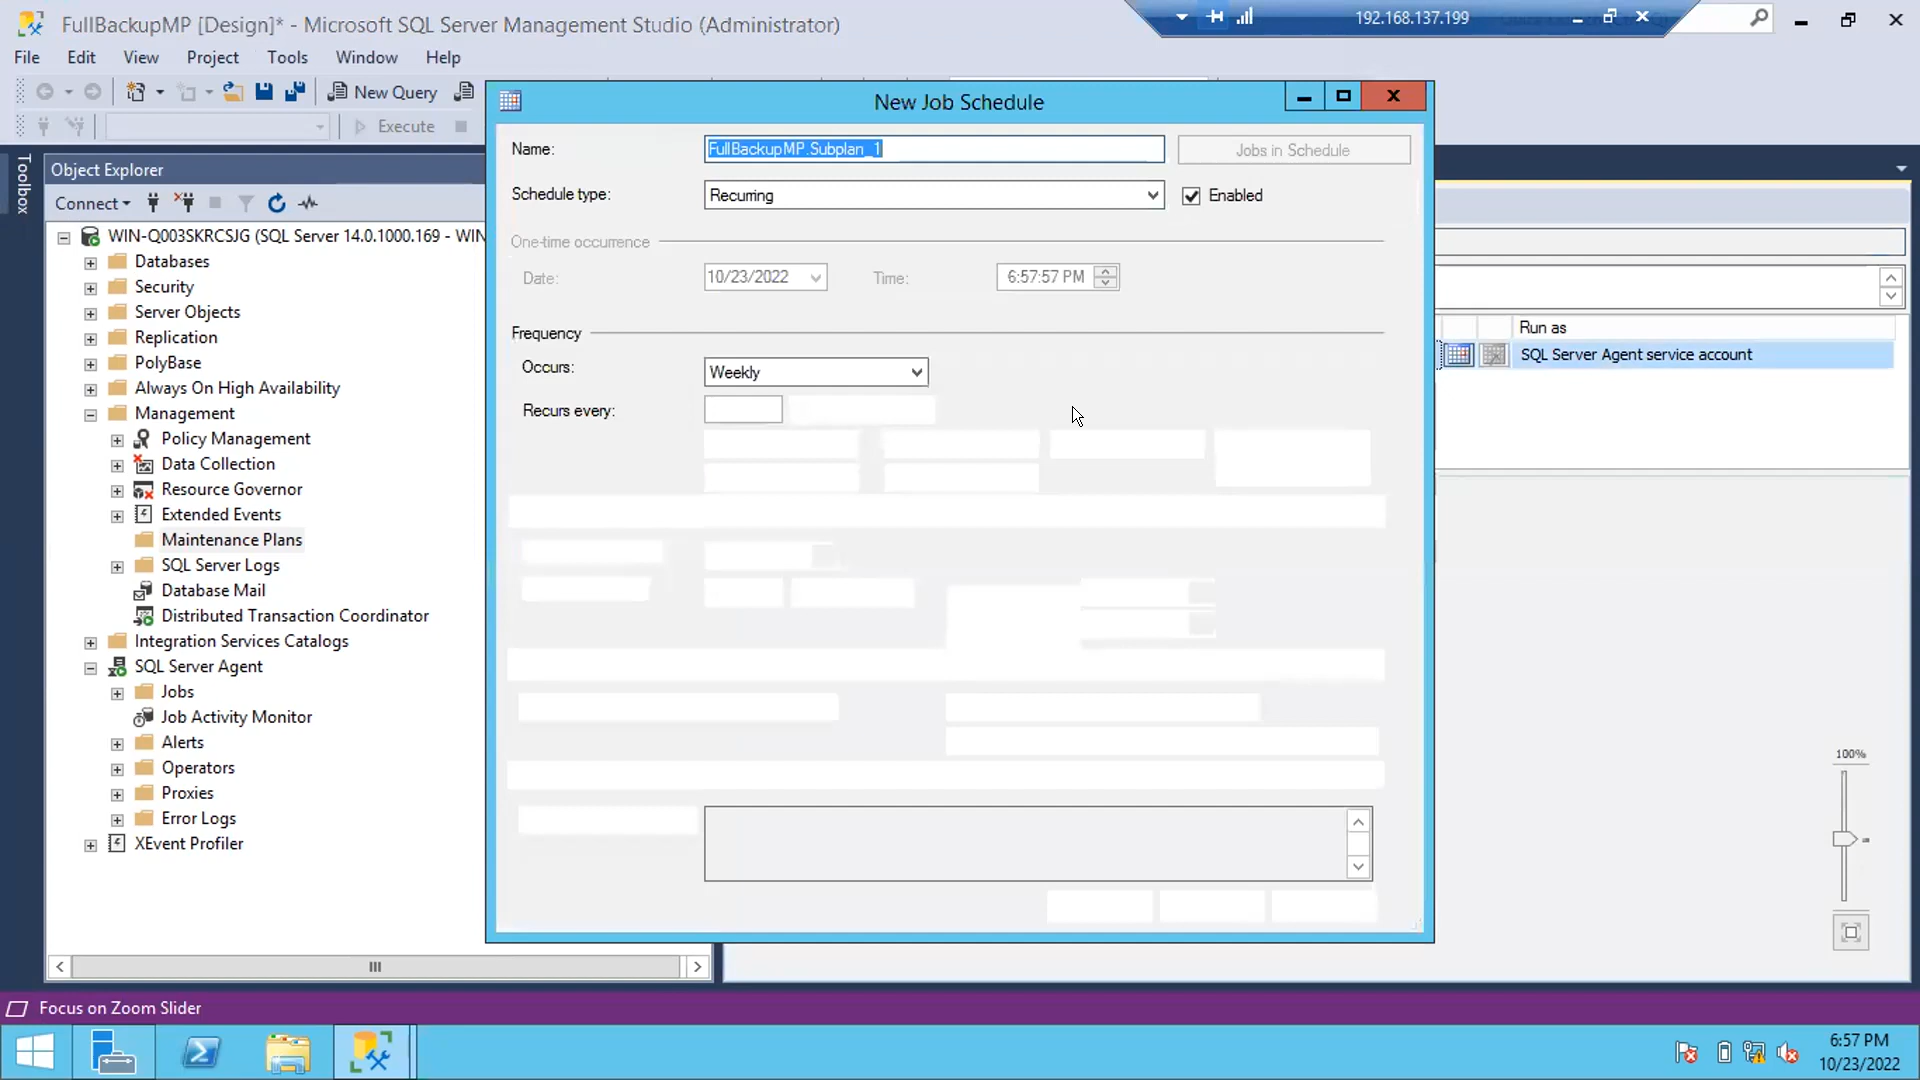 FullBackupMP [Design]* - Microsoft SQL Server Management Studio (Administrator)
192.168.137.199
File Edit View Project Tools Window Help
New Query
Execute
Toolbox
Object Explorer
Connect
WIN-Q003SKRCSJG (SQL Server 14.0.1000.169 - WIN
Databases
Security
Server Objects
Replication
PolyBase
Always On High Availability
Management
Policy Management
Data Collection
Resource Governor
Extended Events
Maintenance Plans
SQL Server Logs
Database Mail
Distributed Transaction Coordinator
Integration Services Catalogs
SQL Server Agent
Jobs
Job Activity Monitor
Alerts
Operators
Proxies
Error Logs
XEvent Profiler
New Job Schedule
Name: FullBackupMP.Subplan_1 Jobs in Schedule
Schedule type: Recurring Enabled
One-time occurrence
Date: 10/23/2022 Time: 6:57:57 PM
Frequency
Occurs: Weekly
Recurs every:
Run as
SQL Server Agent service account
100%
Focus on Zoom Slider
6:57 PM
10/23/2022